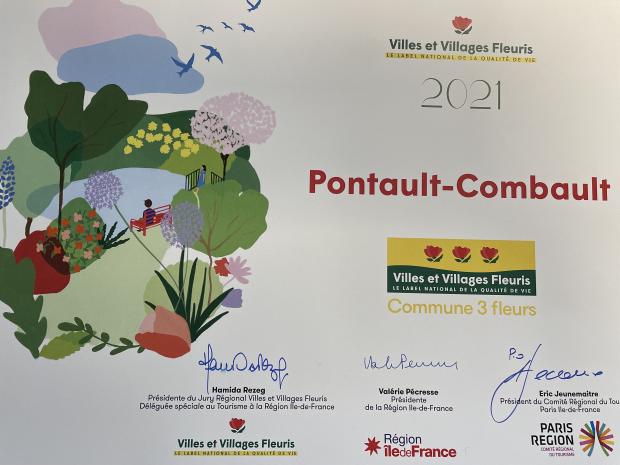 Villes et Villages Fleuris
LE LABEL NATIONAL DE LA QUALITÉ DE VIE
2021
Pontault-Combault
Villes et Villages Fleuris
LE LABEL NATIONAL DE LA QUALITÉ DE VIE
Commune 3 fleurs
Hamida Rezeg
Présidente du Jury Régional Villes et Villages Fleuris
Déléguée spéciale au Tourisme à la Région Île-de-France
Valérie Pécresse
Présidente
de la Région Île-de-France
Eric Jeunemaitre
Président du Comité Régional du Tou
Paris Île-de-France
Villes et Villages Fleuris
LE LABEL NATIONAL DE LA QUALITÉ DE VIE
Région
îledeFrance
PARIS
REGION
COMITÉ RÉGIONAL
DU TOURISME